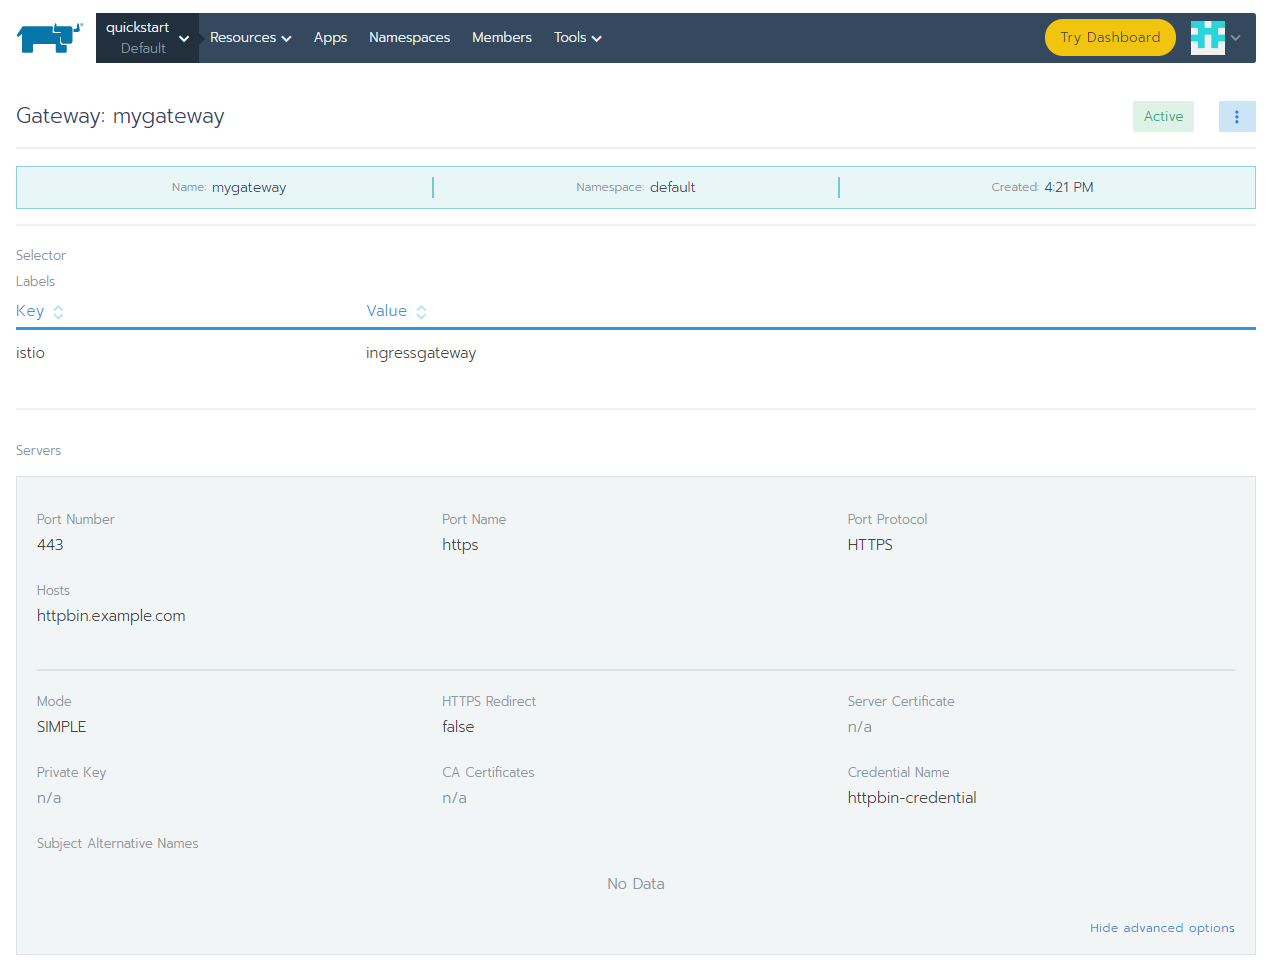 quickstart
Default
Resources
Apps
Namespaces
Members
Tools
Try Dashboard
Gateway: mygateway
Active
Name: mygateway
Namespace: default
Created: 4:21 PM
Selector
Labels
Key Value
istio ingressgateway
Servers
Port Number Port Name Port Protocol
443 https HTTPS
Hosts
httpbin.example.com
Mode HTTPS Redirect Server Certificate
SIMPLE false n/a
Private Key CA Certificates Credential Name
n/a n/a httpbin-credential
Subject Alternative Names
No Data
Hide advanced options